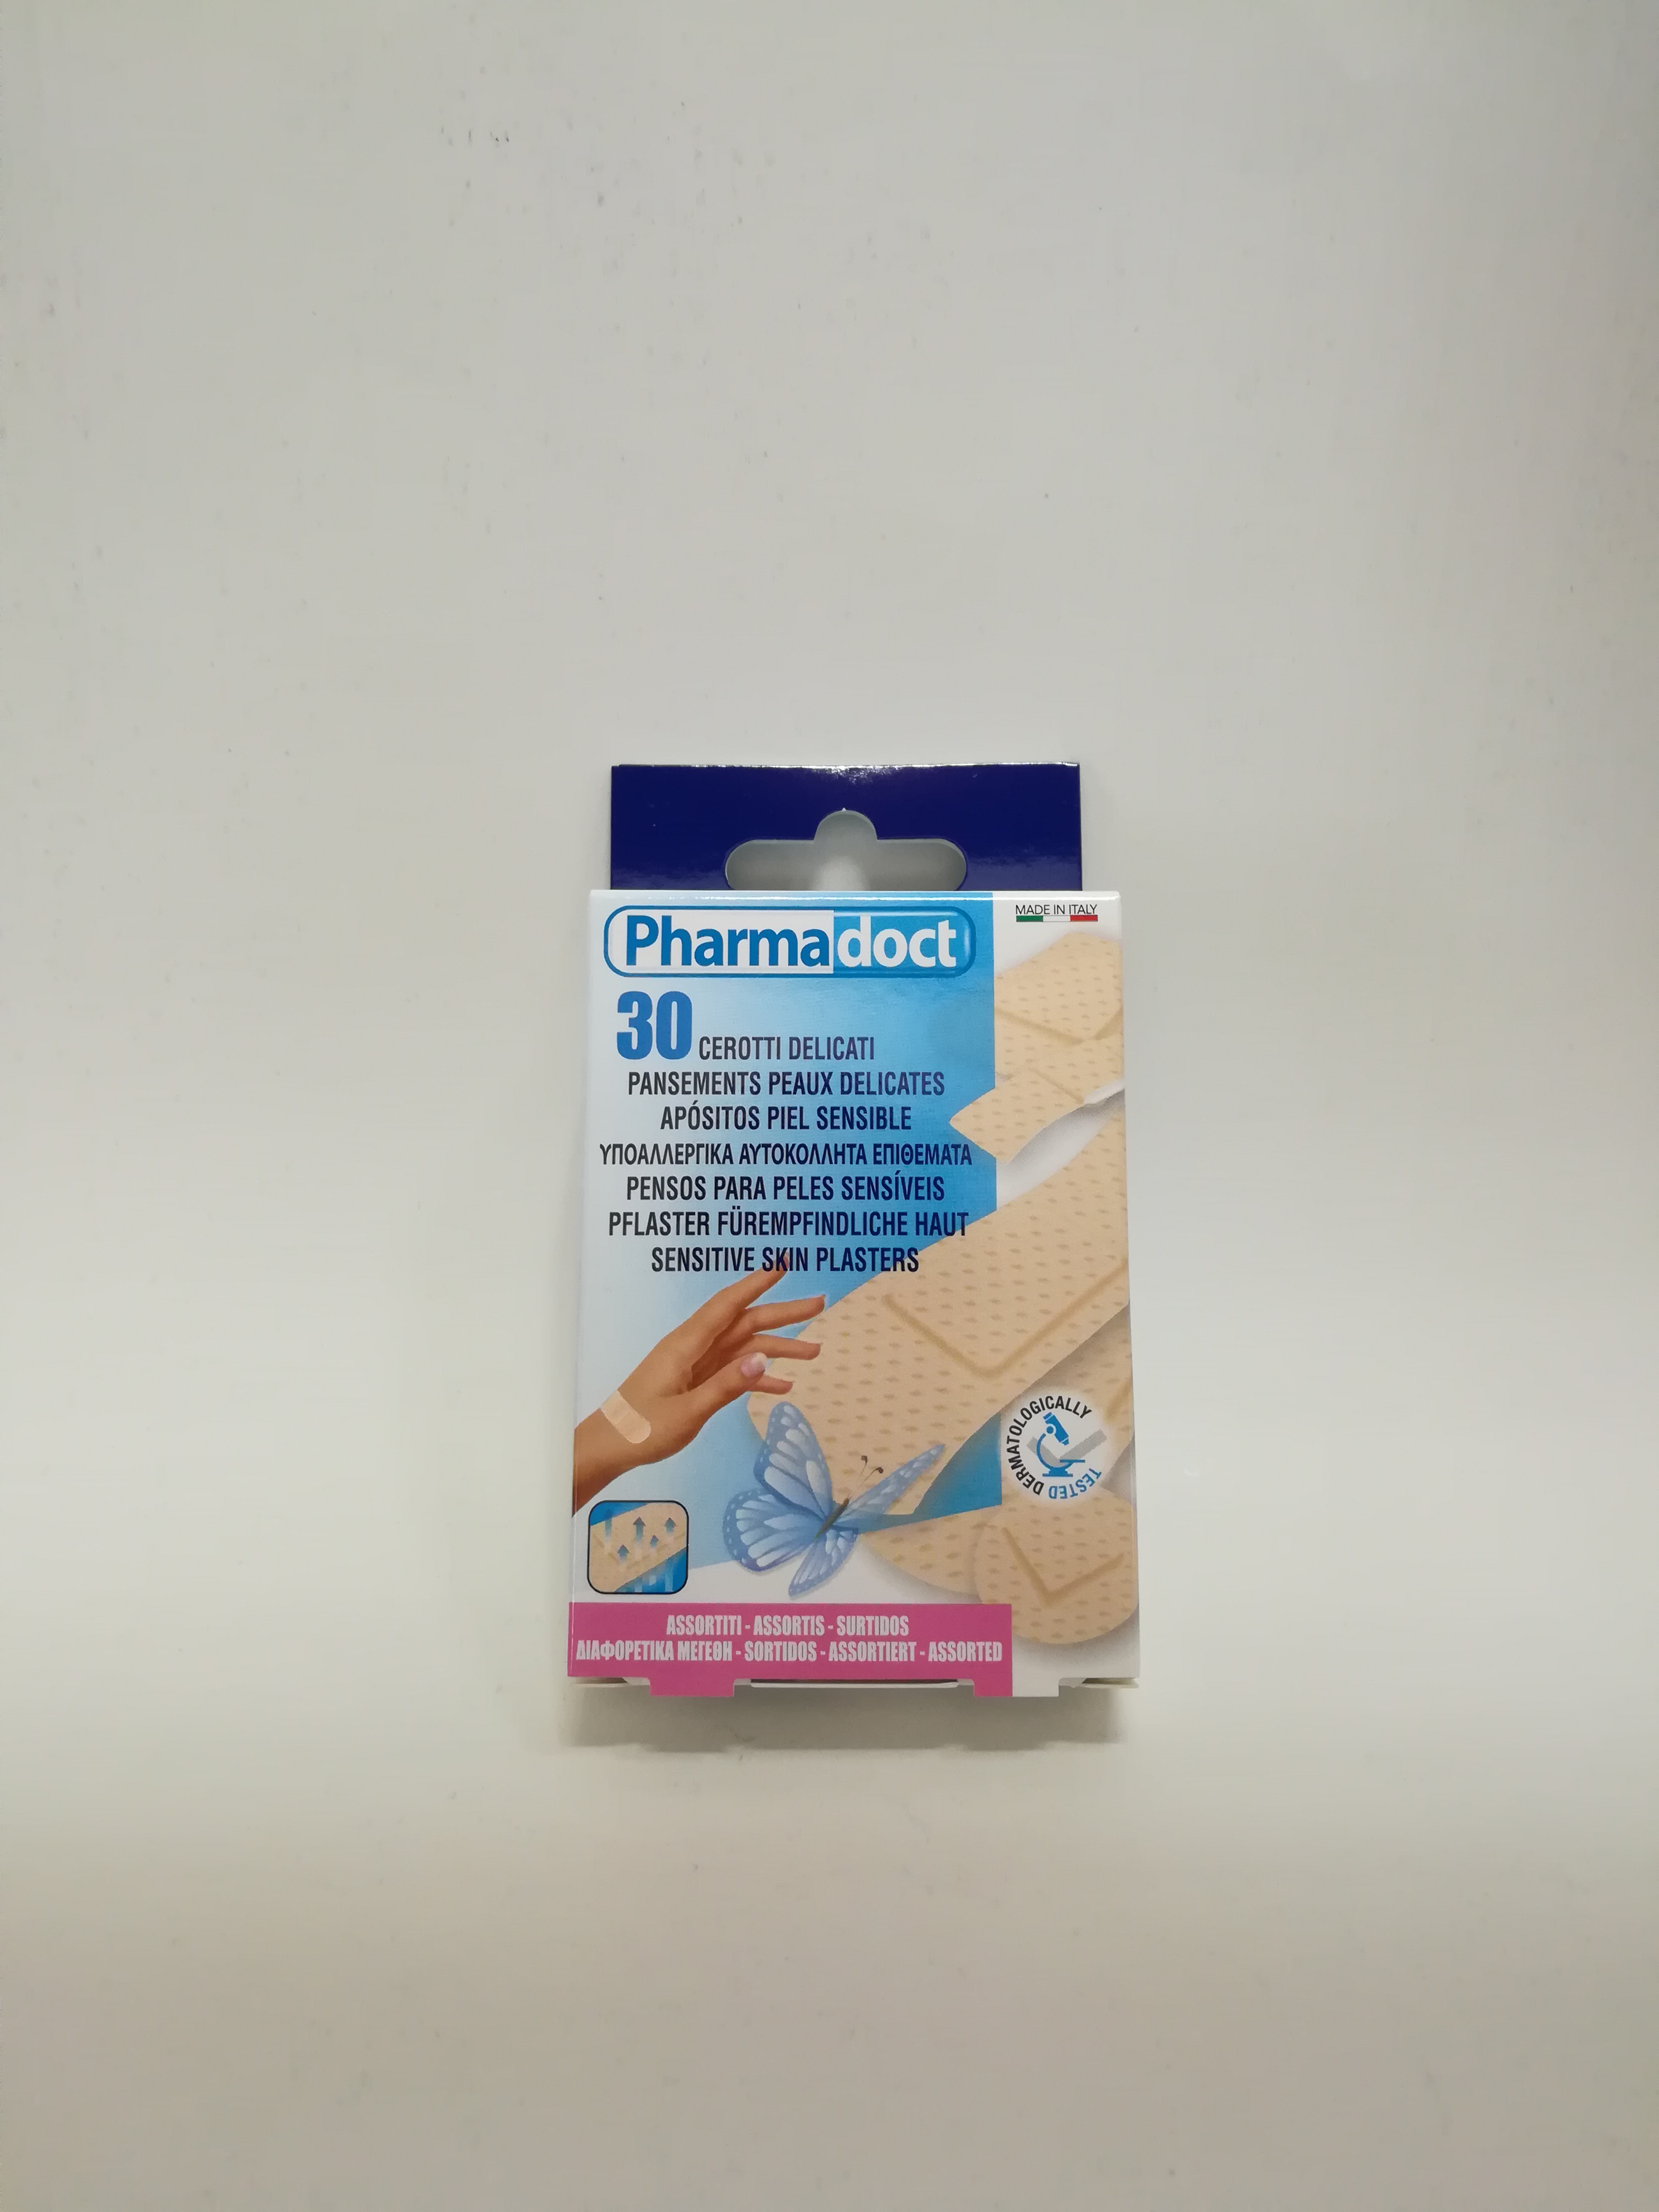 MADE IN ITALY
Pharmadoct
30 CEROTTI DELICATI
PANSEMENTS PEAUX DELICATES
APÓSITOS PIEL SENSIBLE
ΥΠΟΑΛΛΕΡΓΙΚΑ ΑΥΤΟΚΟΛΛΗΤΑ ΕΠΙΘΕΜΑΤΑ
PENSOS PARA PELES SENSÍVEIS
PFLASTER FÜREMPFINDLICHE HAUT
SENSITIVE SKIN PLASTERS
DERMATOLOGICALLY TESTED
ASSORTITI - ASSORTIS - SURTIDOS
ΔΙΑΦΟΡΕΤΙΚΑ ΜΕΓΕΘΗ - SORTIDOS - ASSORTIERT - ASSORTED